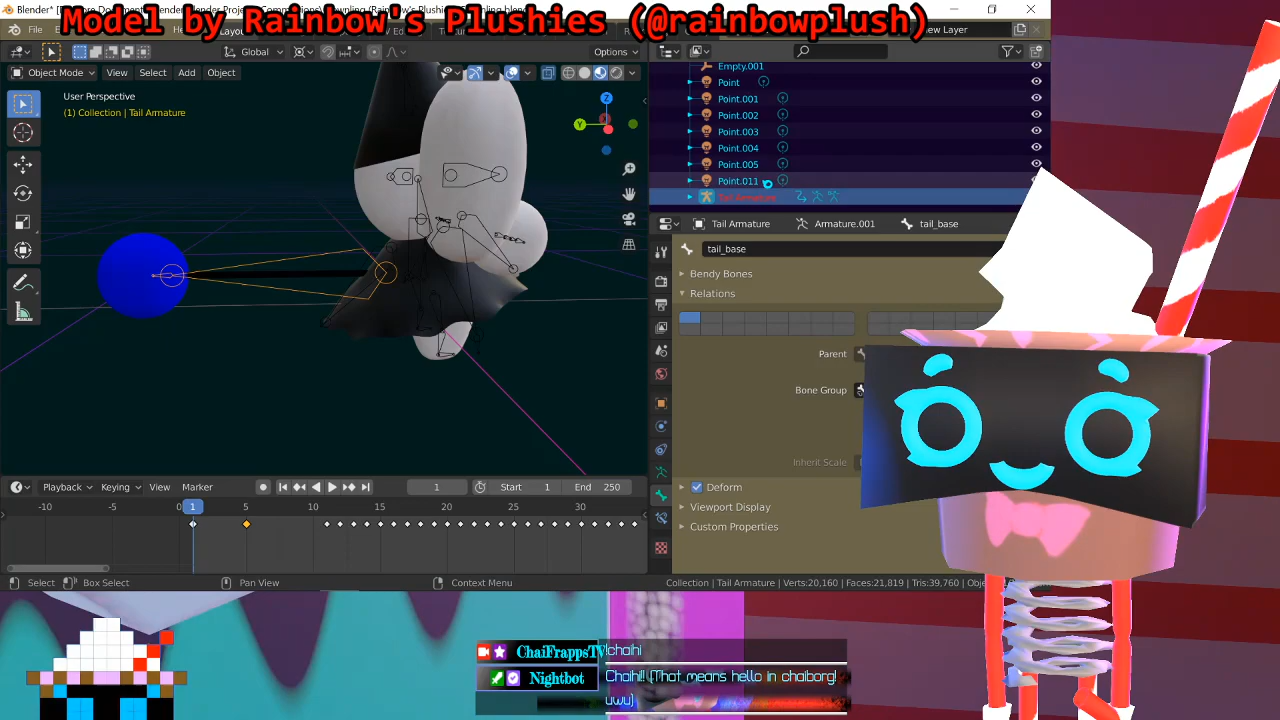 Model by Rainbow's Plushies (@rainbowplush)
Blender*
File
View Layer
Global
Options
Object Mode
View
Select
Add
Object
User Perspective
(1) Collection | Tail Armature
Z
Y
Empty.001
Point
Point.001
Point.002
Point.003
Point.004
Point.005
Point.011
Tail Armature
Tail Armature
Armature.001
tail_base
tail_base
Bendy Bones
Relations
Parent
Bone Group
Inherit Scale
Deform
Viewport Display
Custom Properties
Playback
Keying
View
Marker
1
Start 1
End 250
-10
-5
0
1
5
10
15
20
25
30
Select
Box Select
Pan View
Context Menu
Collection | Tail Armature | Verts:20,160 | Faces:21,819 | Tris:39,760 | Obje
ChaiFrappsTV
!chaihi
Nightbot
Chaihi!! (That means hello in chaiborg!
uwu)